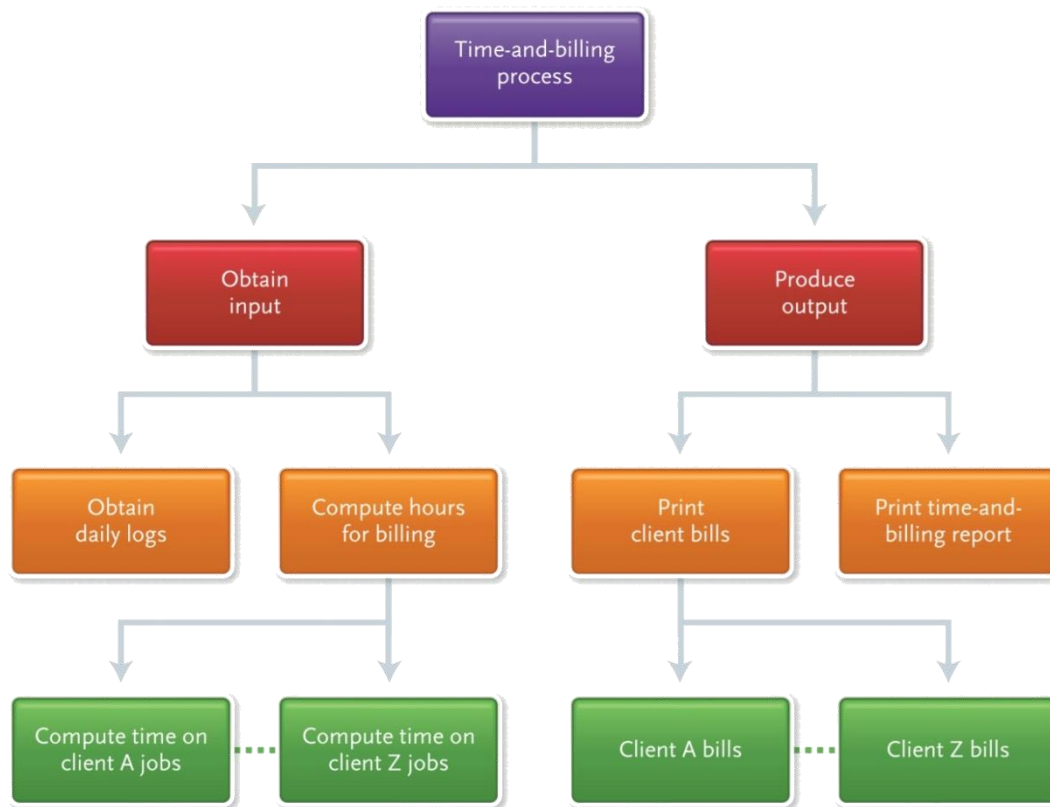 Time-and-billing
process
Obtain
input
Produce
output
Obtain
daily logs
Compute hours
for billing
Print
client bills
Print time-and-
billing report
Compute time on
client A jobs
Compute time on
client Z jobs
Client A bills
Client Z bills